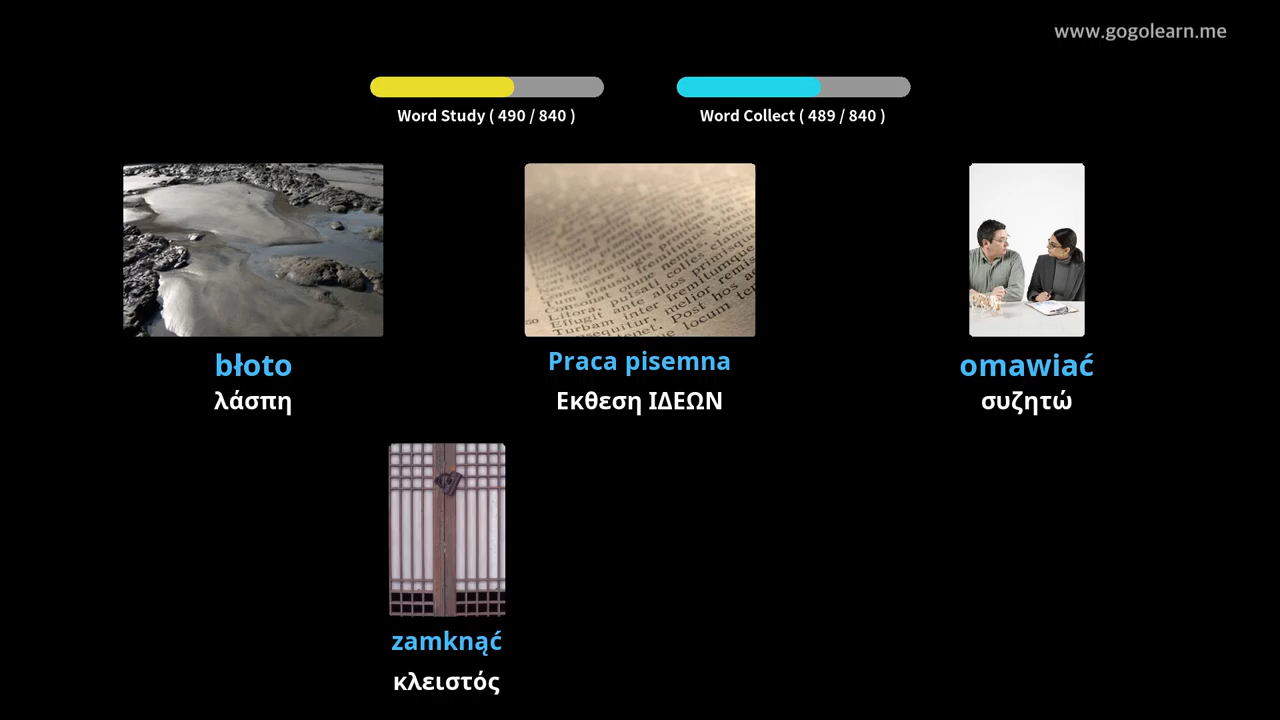 www.gogolearn.me
Word Study ( 490 / 840 )
Word Collect ( 489 / 840 )
błoto
λάσπη
Praca pisemna
Εκθεση ΙΔΕΩΝ
omawiać
συζητώ
zamknąć
κλειστός